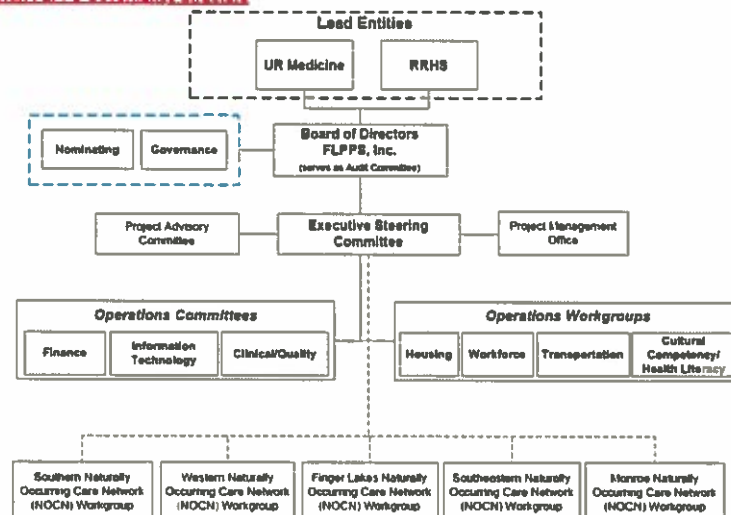 Lead Entities
UR Medicine
RRHS
Board of Directors
FLPPS, Inc.
(serves as Audit Committee)
Nominating
Governance
Project Advisory
Committee
Executive Steering
Committee
Project Management
Office
Operations Committees
Finance
Information
Technology
Clinical/Quality
Operations Workgroups
Housing
Workforce
Transportation
Cultural
Competency/
Health Literacy
Southern Naturally
Occurring Care Network
(NOCN) Workgroup
Western Naturally
Occurring Care Network
(NOCN) Workgroup
Finger Lakes Naturally
Occurring Care Network
(NOCN) Workgroup
Southeastern Naturally
Occurring Care Network
(NOCN) Workgroup
Monroe Naturally
Occurring Care Network
(NOCN) Workgroup